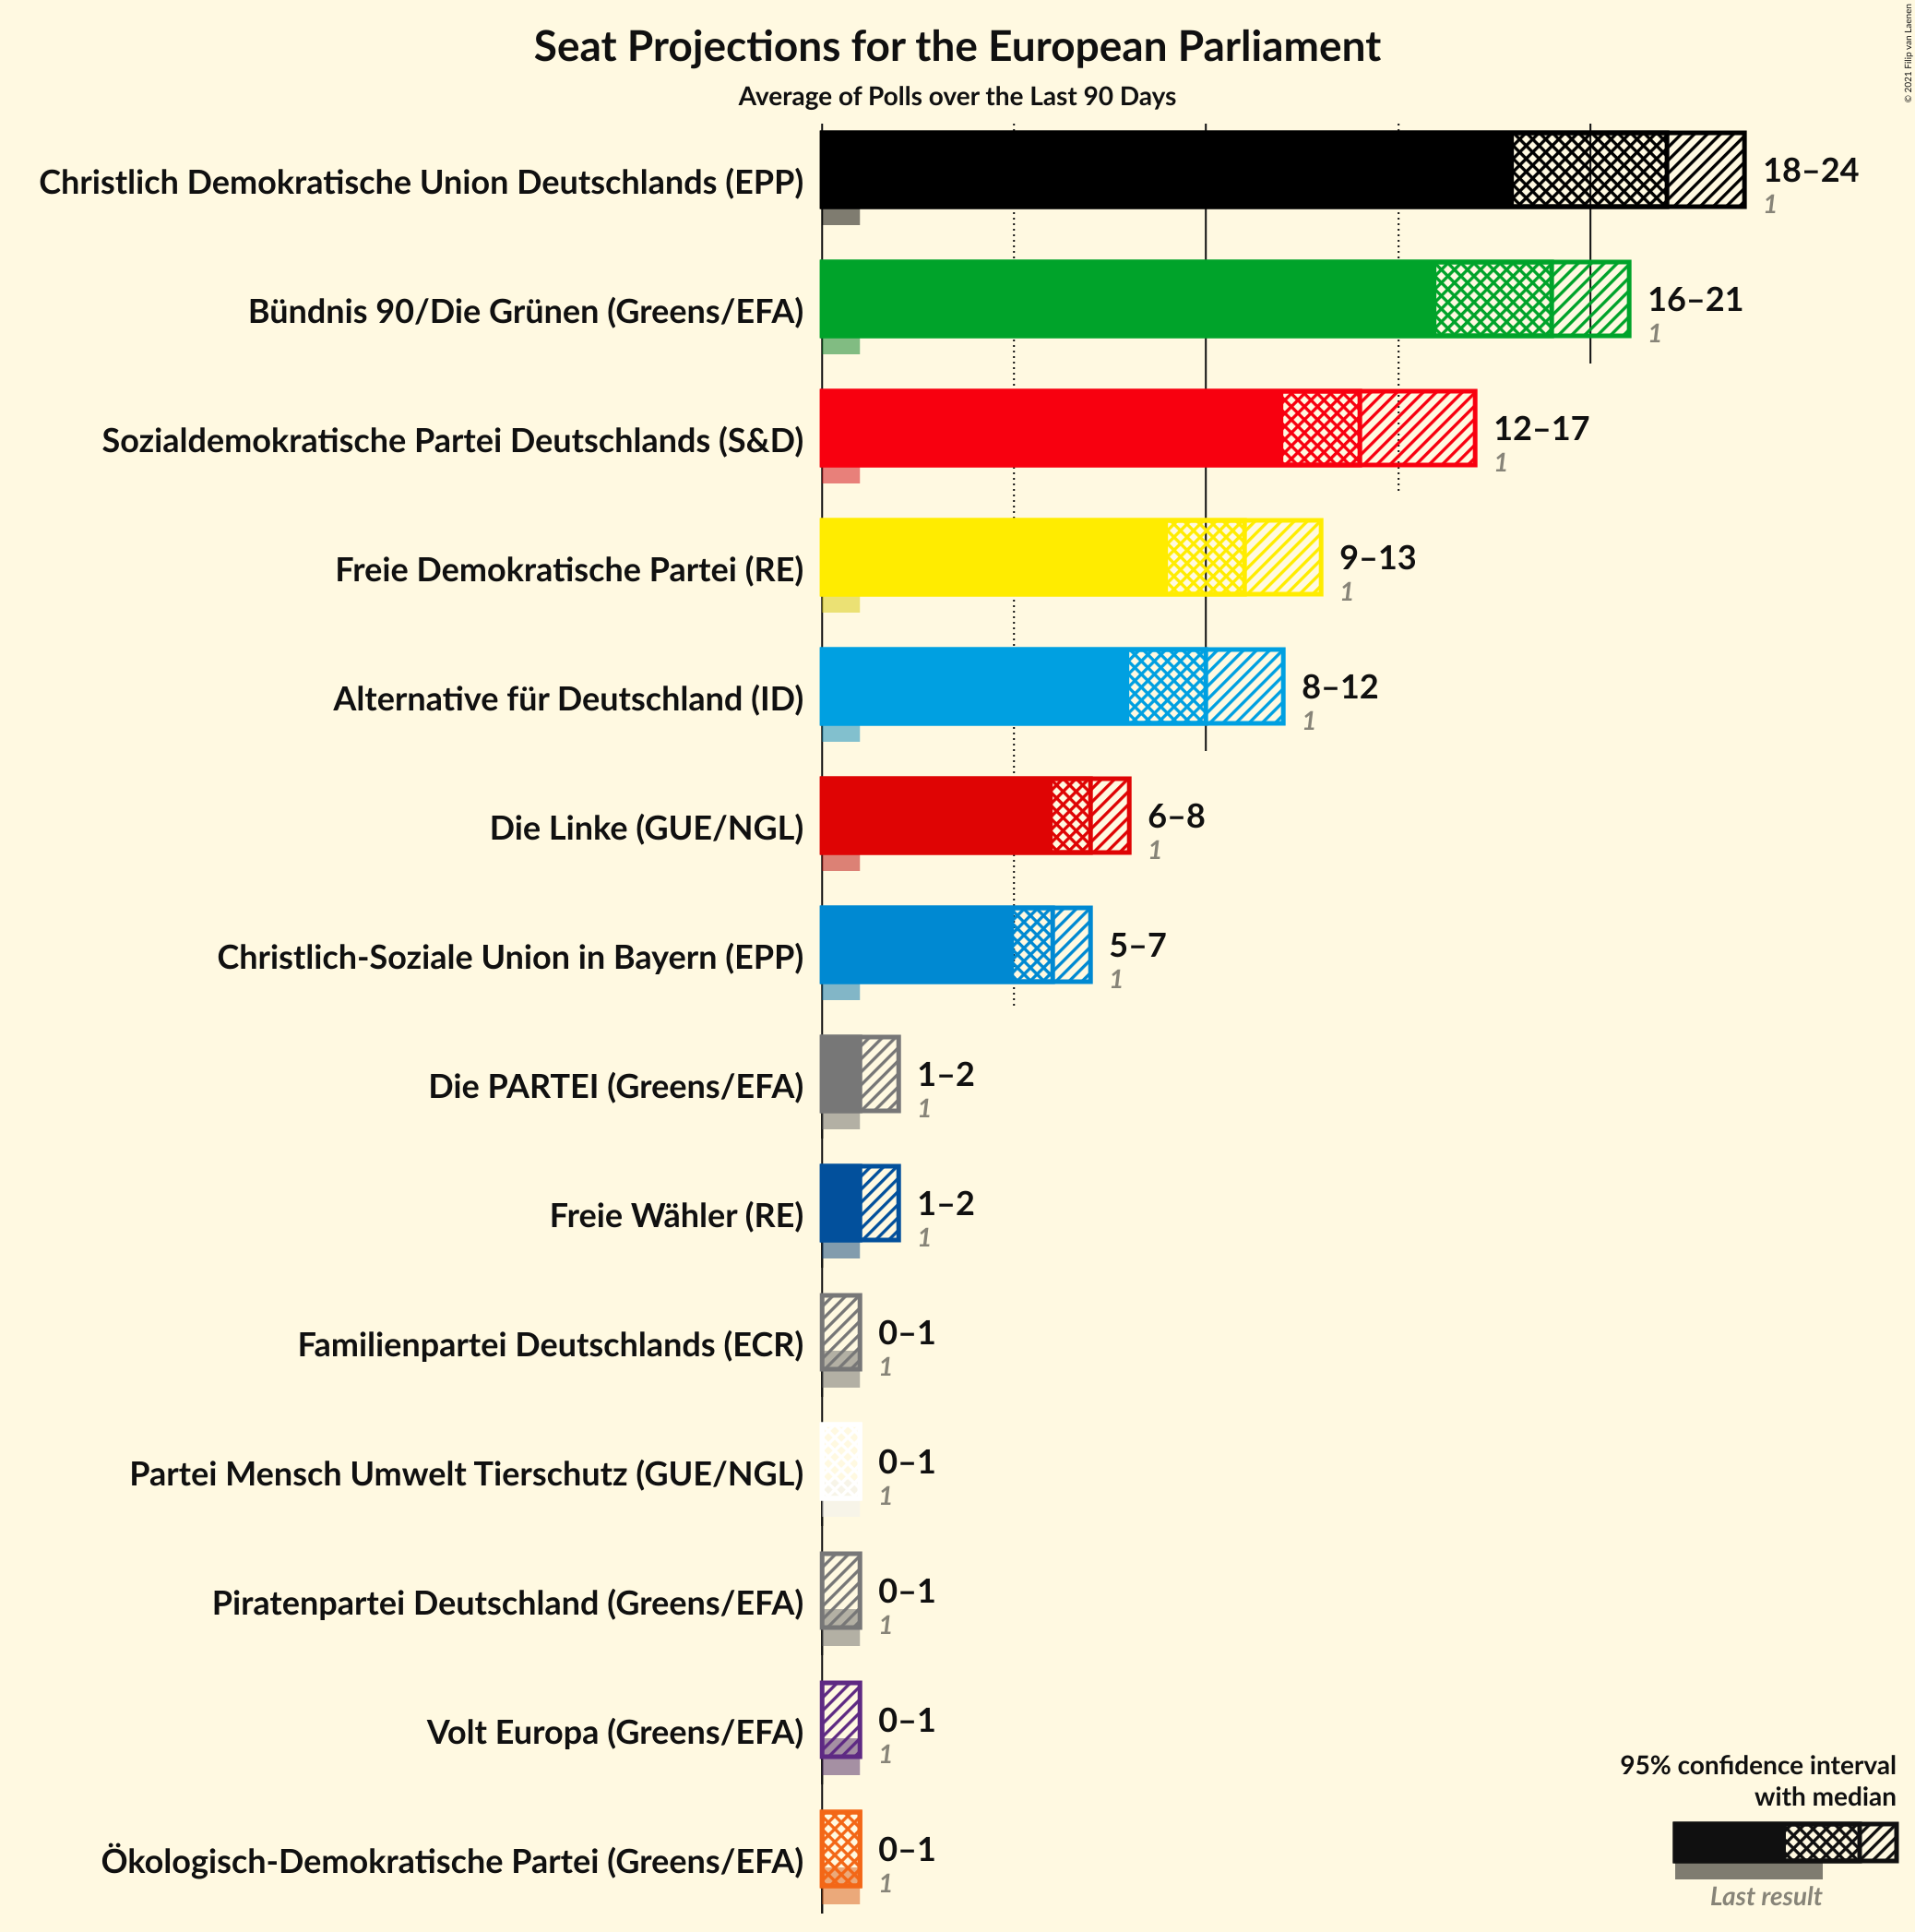 Seat Projections for the European Parliament
Average of Polls over the Last 90 Days
© 2021 Filip van Laenen
Christlich Demokratische Union Deutschlands (EPP)
18–24
1
Bündnis 90/Die Grünen (Greens/EFA)
16–21
1
Sozialdemokratische Partei Deutschlands (S&D)
12–17
1
Freie Demokratische Partei (RE)
9–13
1
Alternative für Deutschland (ID)
8–12
1
Die Linke (GUE/NGL)
6–8
1
Christlich-Soziale Union in Bayern (EPP)
5–7
1
Die PARTEI (Greens/EFA)
1–2
1
Freie Wähler (RE)
1–2
1
Familienpartei Deutschlands (ECR)
0–1
1
Partei Mensch Umwelt Tierschutz (GUE/NGL)
0–1
1
Piratenpartei Deutschland (Greens/EFA)
0–1
1
Volt Europa (Greens/EFA)
0–1
1
Ökologisch-Demokratische Partei (Greens/EFA)
0–1
1
95% confidence interval
with median
Last result